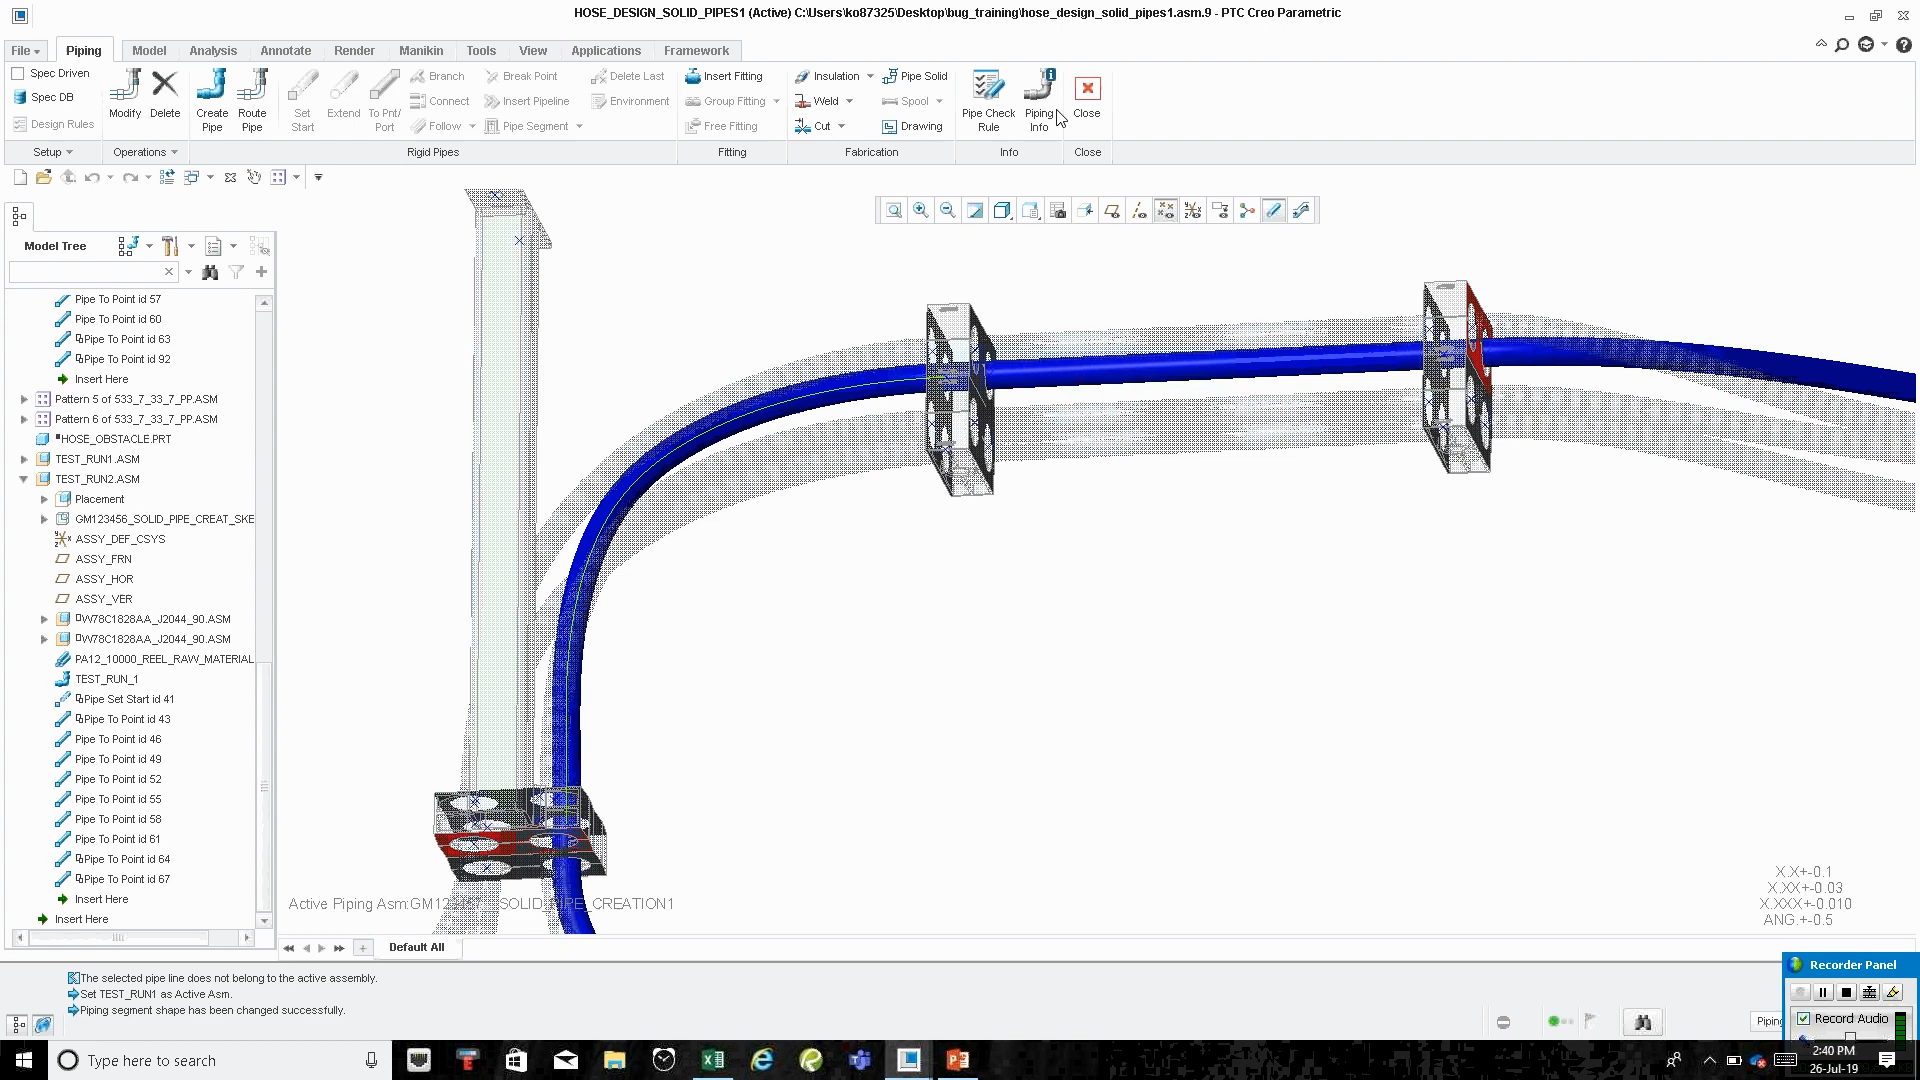 HOSE_DESIGN_SOLID_PIPES1 (Active) C:\Users\ko87325\Desktop\bug_training\hose_design_solid_pipes1.asm.9 - PTC Creo Parametric
File
Piping
Model
Analysis
Annotate
Render
Manikin
Tools
View
Applications
Framework
Spec Driven
Spec DB
Design Rules
Modify
Delete
Create Pipe
Route Pipe
Set Start
Extend
To Pnt/ Port
Branch
Connect
Follow
Break Point
Insert Pipeline
Pipe Segment
Delete Last
Environment
Insert Fitting
Group Fitting
Free Fitting
Insulation
Weld
Cut
Pipe Solid
Spool
Drawing
Pipe Check Rule
Piping Info
Close
Setup
Operations
Rigid Pipes
Fitting
Fabrication
Info
Close
Model Tree
Pipe To Point id 57
Pipe To Point id 60
Pipe To Point id 63
Pipe To Point id 92
Insert Here
Pattern 5 of 533_7_33_7_PP.ASM
Pattern 6 of 533_7_33_7_PP.ASM
HOSE_OBSTACLE.PRT
TEST_RUN1.ASM
TEST_RUN2.ASM
Placement
GM123456_SOLID_PIPE_CREAT_SKE
ASSY_DEF_CSYS
ASSY_FRN
ASSY_HOR
ASSY_VER
W78C1828AA_J2044_90.ASM
W78C1828AA_J2044_90.ASM
PA12_10000_REEL_RAW_MATERIAL
TEST_RUN_1
Pipe Set Start id 41
Pipe To Point id 43
Pipe To Point id 46
Pipe To Point id 49
Pipe To Point id 52
Pipe To Point id 55
Pipe To Point id 58
Pipe To Point id 61
Pipe To Point id 64
Pipe To Point id 67
Insert Here
Insert Here
X.X+-0.1
X.XX+-0.03
X.XXX+-0.010
ANG.+-0.5
Active Piping Asm:
Default All
The selected pipe line does not belong to the active assembly.
Set TEST_RUN1 as Active Asm.
Piping segment shape has been changed successfully.
Recorder Panel
Record Audio
Piping
Type here to search
2:40 PM
26-Jul-19